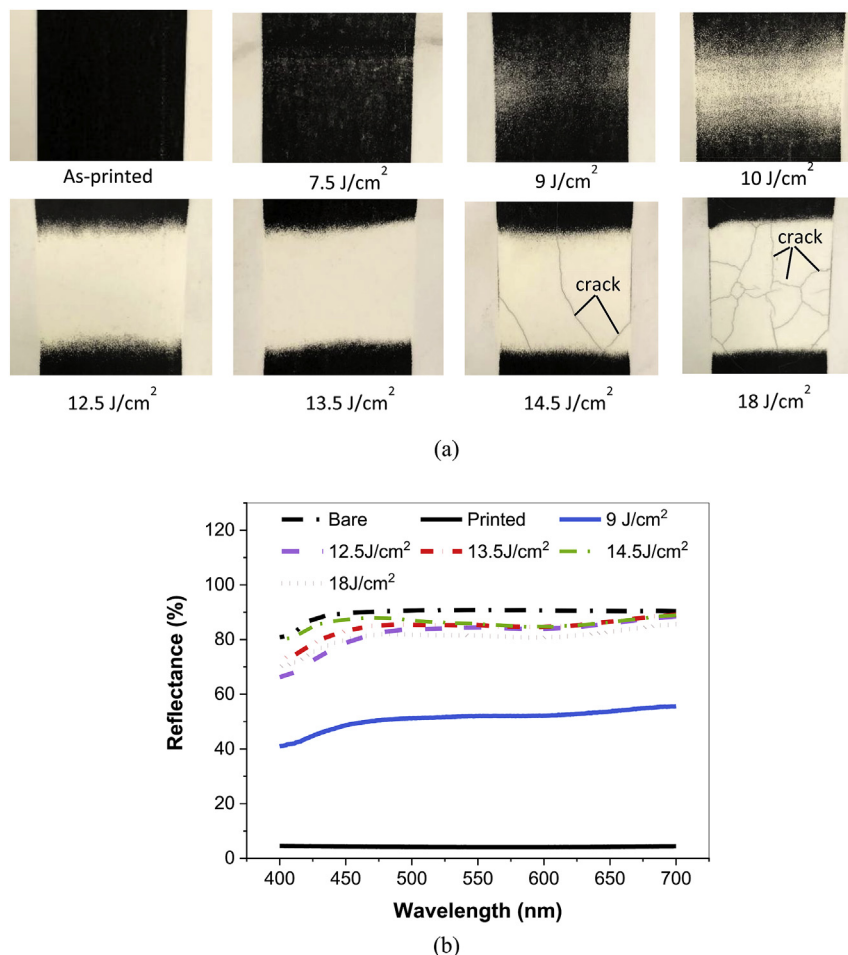 As-printed
7.5 J/cm²
9 J/cm²
10 J/cm²
crack
crack
12.5 J/cm²
13.5 J/cm²
14.5 J/cm²
18 J/cm²
(a)
Bare
Printed
9 J/cm²
12.5J/cm²
13.5J/cm²
14.5J/cm²
18J/cm²
120
100
80
60
40
20
0
Reflectance (%)
400 450 500 550 600 650 700
Wavelength (nm)
(b)